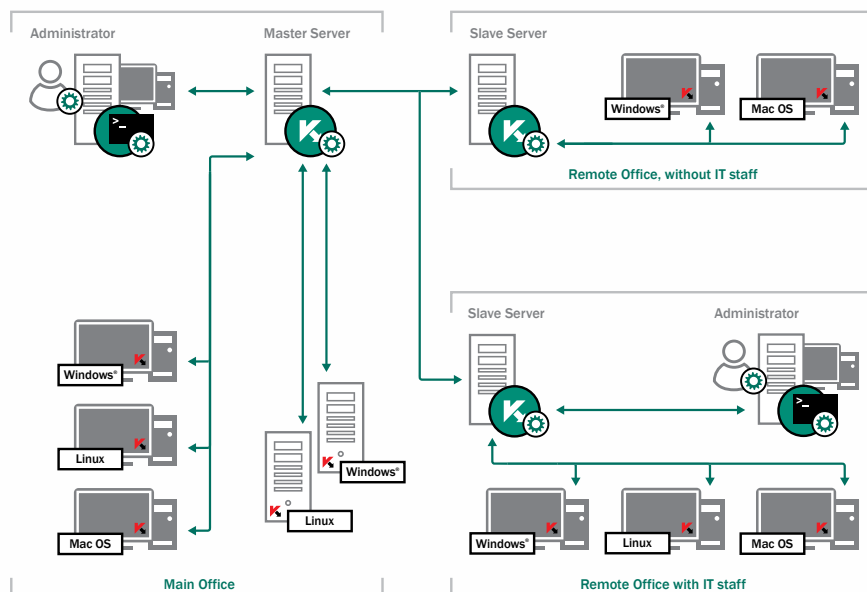 Administrator
Master Server
>_
Windows®
Linux
Mac OS
Windows®
Linux
Main Office
Slave Server
Windows®
Mac OS
Remote Office, without IT staff
Slave Server
Administrator
>_
Windows®
Linux
Mac OS
Remote Office with IT staff